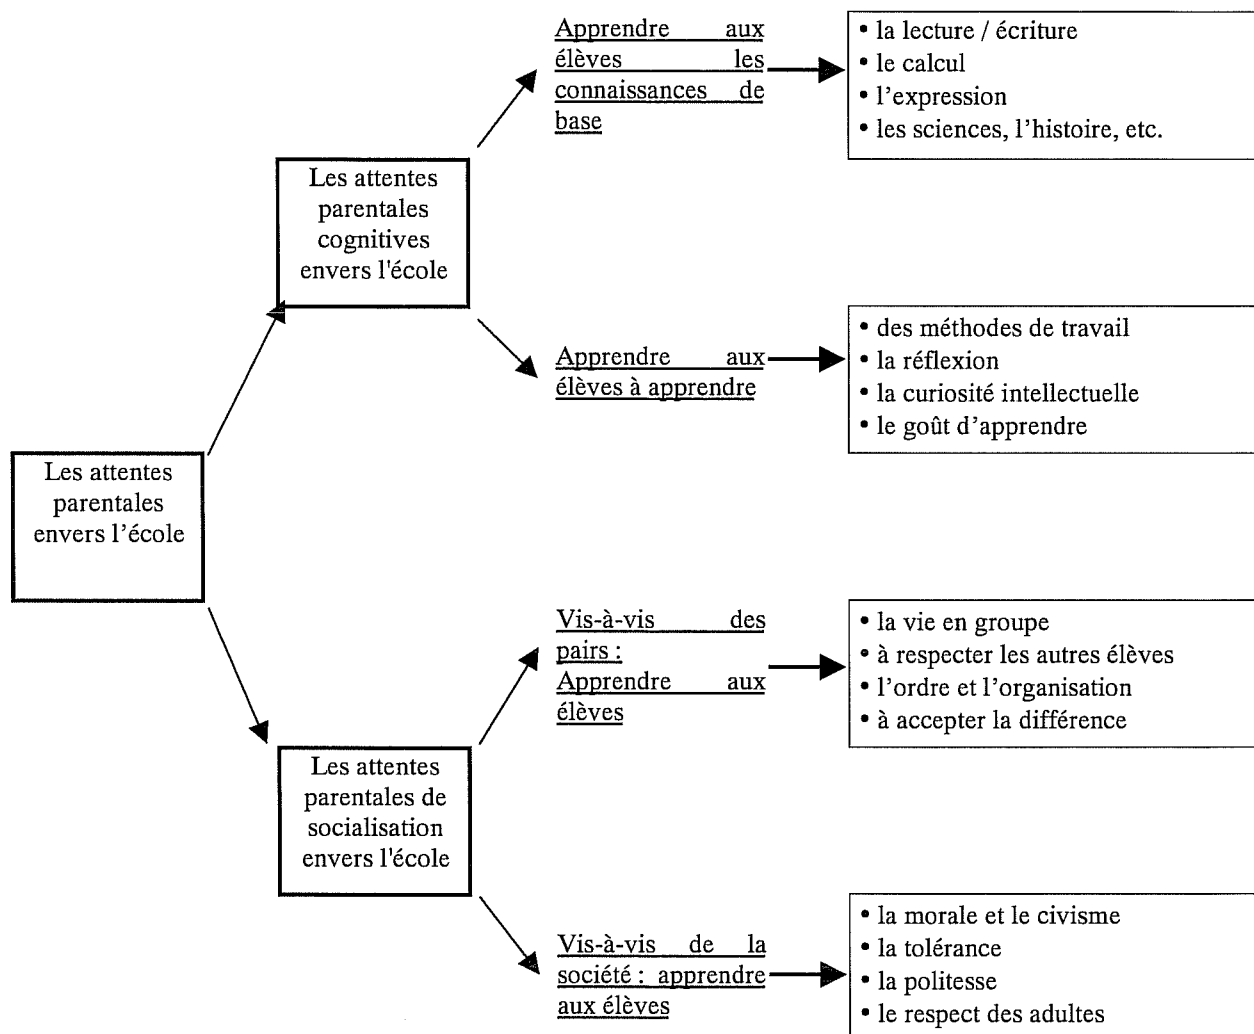 Apprendre aux
élèves les
connaissances de
base
• la lecture / écriture
• le calcul
• l’expression
• les sciences, l’histoire, etc.
Les attentes
parentales
cognitives
envers l'école
Apprendre aux
élèves à apprendre
• des méthodes de travail
• la réflexion
• la curiosité intellectuelle
• le goût d’apprendre
Les attentes
parentales
envers l’école
Vis-à-vis des
pairs :
Apprendre aux
élèves
• la vie en groupe
• à respecter les autres élèves
• l’ordre et l’organisation
• à accepter la différence
Les attentes
parentales de
socialisation
envers l'école
Vis-à-vis de la
société : apprendre
aux élèves
• la morale et le civisme
• la tolérance
• la politesse
• le respect des adultes